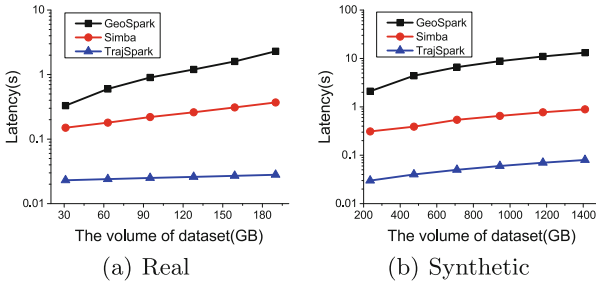 10
1
0.1
0.01
Latency(s)
GeoSpark
Simba
TrajSpark
30 60 90 120 150 180
The volume of dataset(GB)
(a) Real
100
10
1
0.1
0.01
Latency(s)
GeoSpark
Simba
TrajSpark
200 400 600 800 1000 1200 1400
The volume of dataset(GB)
(b) Synthetic